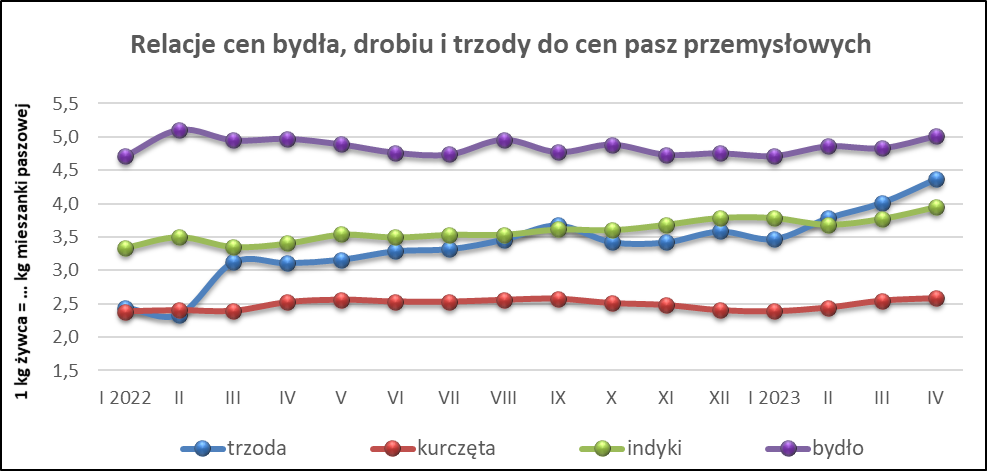 Relacje cen bydła, drobiu i trzody do cen pasz przemysłowych
1 kg żywca = ... kg mieszanki paszowej
5,5
5,0
4,5
4,0
3,5
3,0
2,5
2,0
1,5
I 2022 II III IV V VI VII VIII IX X XI XII I 2023 II III IV
trzoda kurczęta indyki bydło